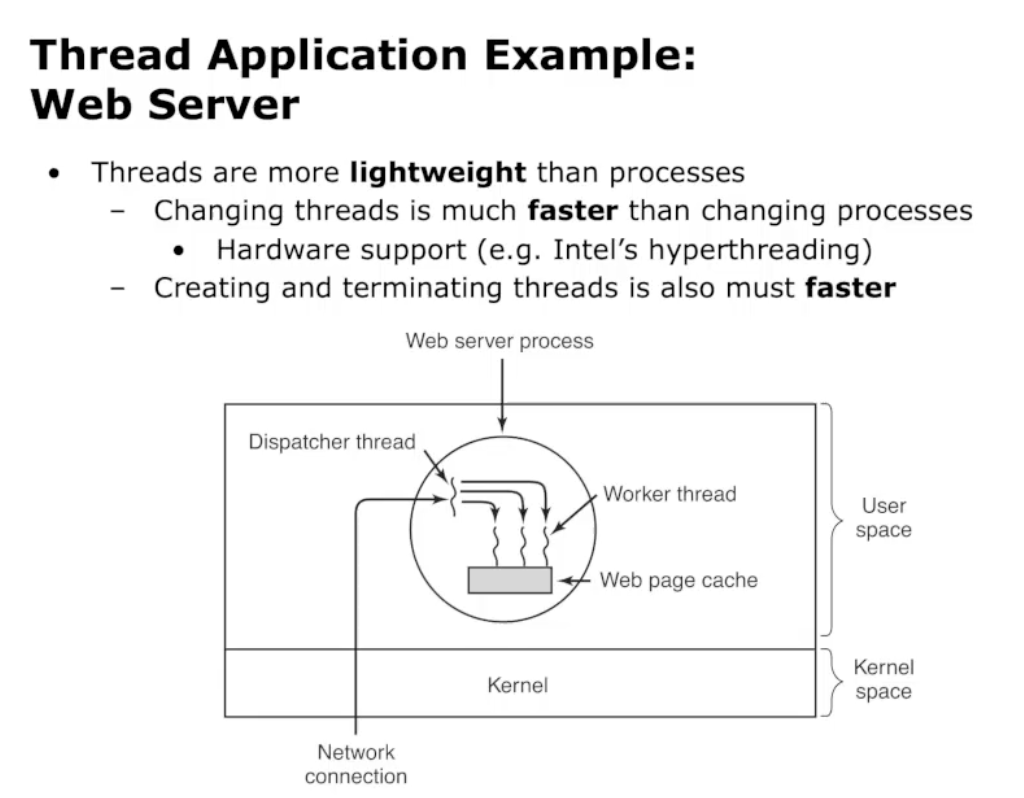 Thread Application Example:
Web Server
• Threads are more lightweight than processes
– Changing threads is much faster than changing processes
• Hardware support (e.g. Intel’s hyperthreading)
– Creating and terminating threads is also must faster
Web server process
Dispatcher thread
Worker thread
User
space
Web page cache
Kernel
Kernel
space
Network
connection